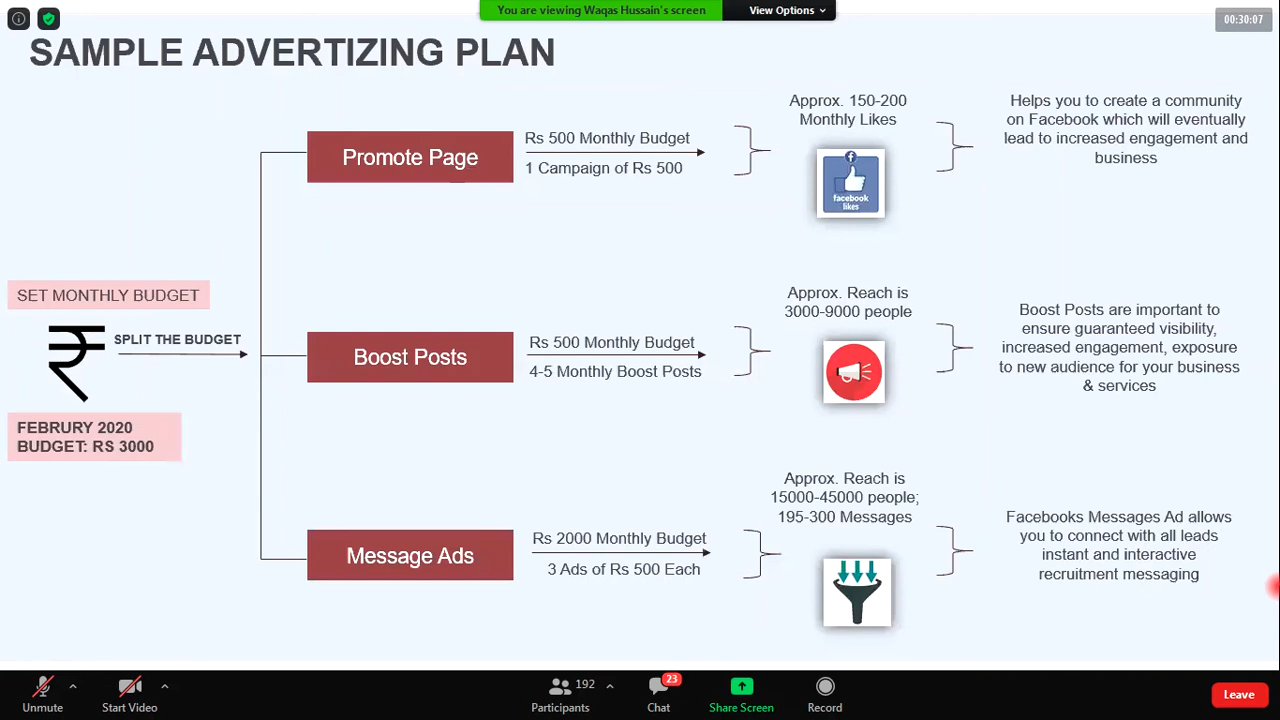 You are viewing Waqas Hussain's screen
View Options
00:30:07
SAMPLE ADVERTIZING PLAN
Promote Page
Rs 500 Monthly Budget
1 Campaign of Rs 500
Approx. 150-200
Monthly Likes
facebook
likes
Helps you to create a community
on Facebook which will eventually
lead to increased engagement and
business
SET MONTHLY BUDGET
SPLIT THE BUDGET
FEBRURY 2020
BUDGET: RS 3000
Boost Posts
Rs 500 Monthly Budget
4-5 Monthly Boost Posts
Approx. Reach is
3000-9000 people
Boost Posts are important to
ensure guaranteed visibility,
increased engagement, exposure
to new audience for your business
& services
Message Ads
Rs 2000 Monthly Budget
3 Ads of Rs 500 Each
Approx. Reach is
15000-45000 people;
195-300 Messages
Facebooks Messages Ad allows
you to connect with all leads
instant and interactive
recruitment messaging
Unmute
Start Video
192
Participants
23
Chat
Share Screen
Record
Leave